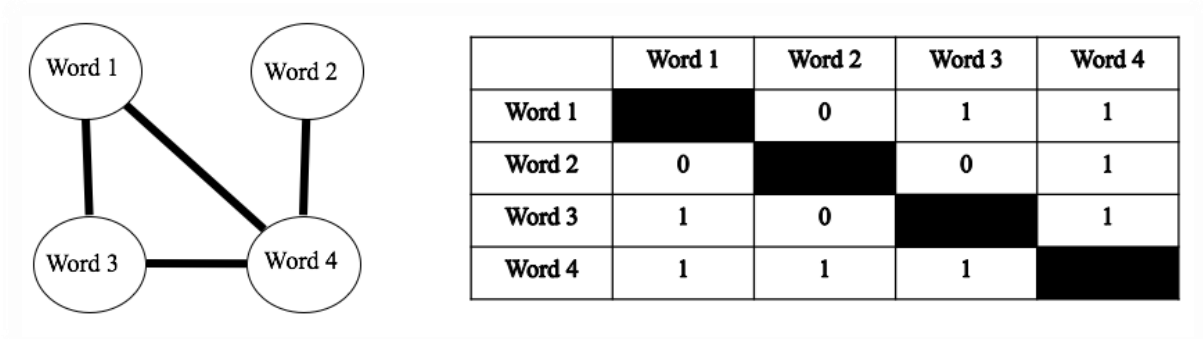 Word 1
Word 2
Word 3
Word 4
Word 1 Word 2 Word 3 Word 4
Word 1 0 1 1
Word 2 0 0 1
Word 3 1 0 1
Word 4 1 1 1